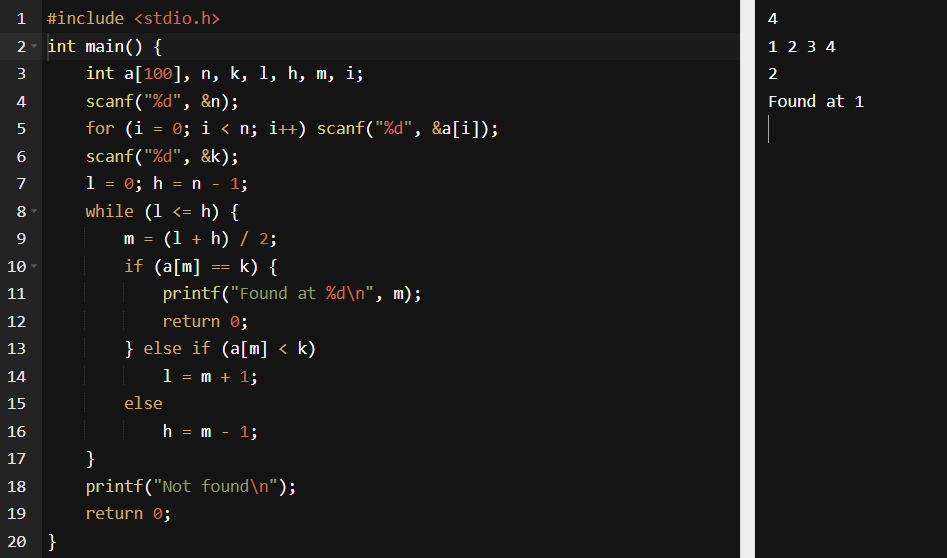 1 #include <stdio.h>
2 int main() {
3     int a[100], n, k, l, h, m, i;
4     scanf("%d", &n);
5     for (i = 0; i < n; i++) scanf("%d", &a[i]);
6     scanf("%d", &k);
7     l = 0; h = n - 1;
8     while (l <= h) {
9         m = (l + h) / 2;
10         if (a[m] == k) {
11             printf("Found at %d\n", m);
12             return 0;
13         } else if (a[m] < k)
14             l = m + 1;
15         else
16             h = m - 1;
17     }
18     printf("Not found\n");
19     return 0;
20 }
4
1 2 3 4
2
Found at 1